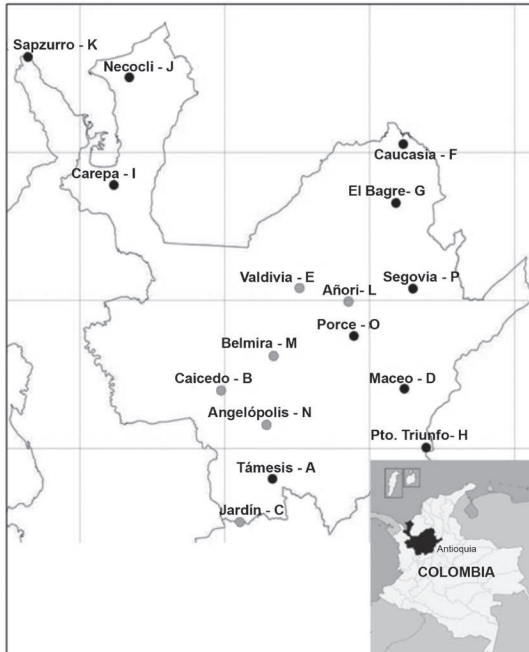 Sapzurro - K
Necocli - J
Caucasia - F
Carepa - I
El Bagre - G
Valdivia - E
Segovia - P
Añori- L
Porce - O
Belmira - M
Caicedo - B
Maceo - D
Angelópolis - N
Pto. Triunfo- H
Támesis - A
Jardín - C
Antioquia
COLOMBIA